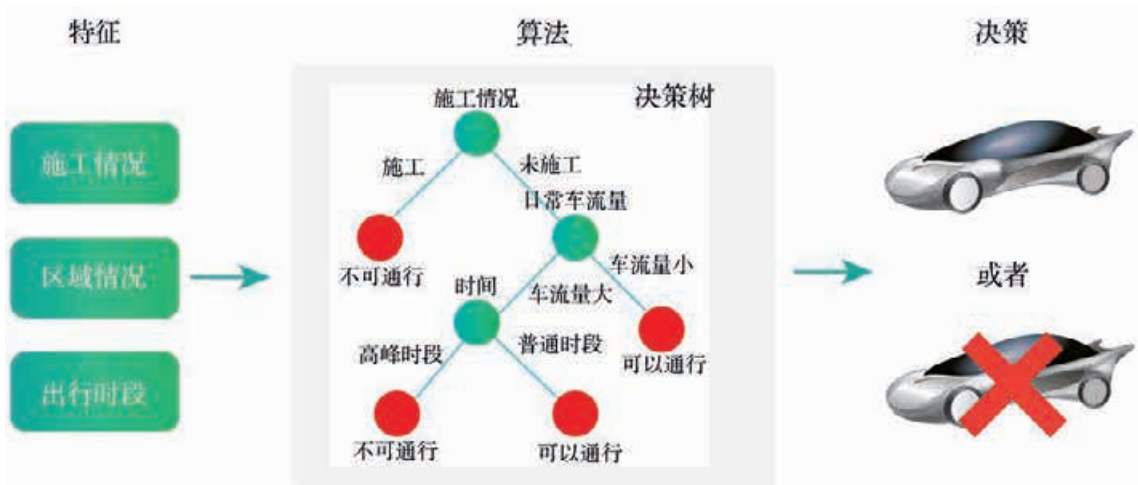 特征
算法
决策
施工情况
区域情况
出行时段
决策树
施工情况
施工
未施工
不可通行
日常车流量
时间
车流量大
车流量小
高峰时段
普通时段
可以通行
不可通行
可以通行
或者